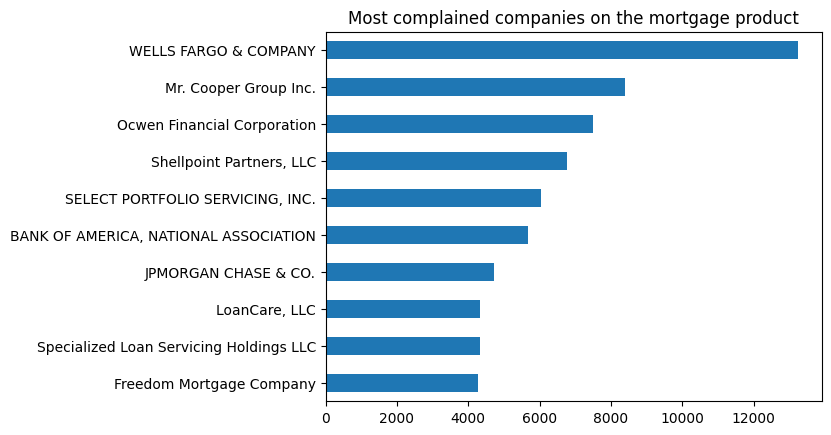 Most complained companies on the mortgage product
WELLS FARGO & COMPANY
Mr. Cooper Group Inc.
Ocwen Financial Corporation
Shellpoint Partners, LLC
SELECT PORTFOLIO SERVICING, INC.
BANK OF AMERICA, NATIONAL ASSOCIATION
JPMORGAN CHASE & CO.
LoanCare, LLC
Specialized Loan Servicing Holdings LLC
Freedom Mortgage Company
0 2000 4000 6000 8000 10000 12000